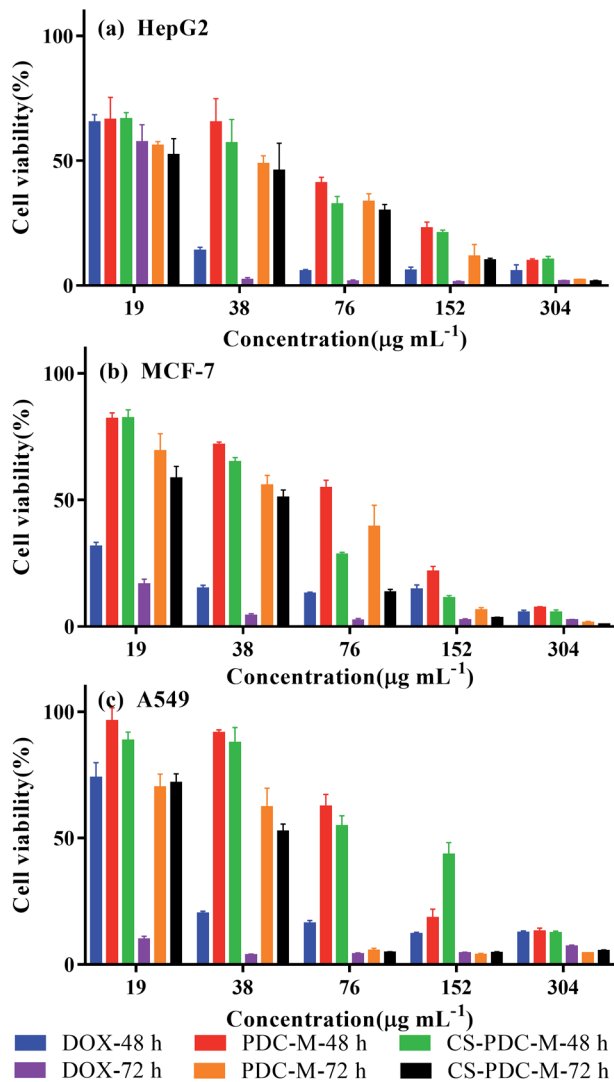 (a) HepG2
Cell viability(%)
100
50
0
19 38 76 152 304
Concentration(μg mL⁻¹)
(b) MCF-7
Cell viability(%)
100
50
0
19 38 76 152 304
Concentration(μg mL⁻¹)
(c) A549
Cell viability(%)
100
50
0
19 38 76 152 304
Concentration(μg mL⁻¹)
DOX-48 h PDC-M-48 h CS-PDC-M-48 h
DOX-72 h PDC-M-72 h CS-PDC-M-72 h